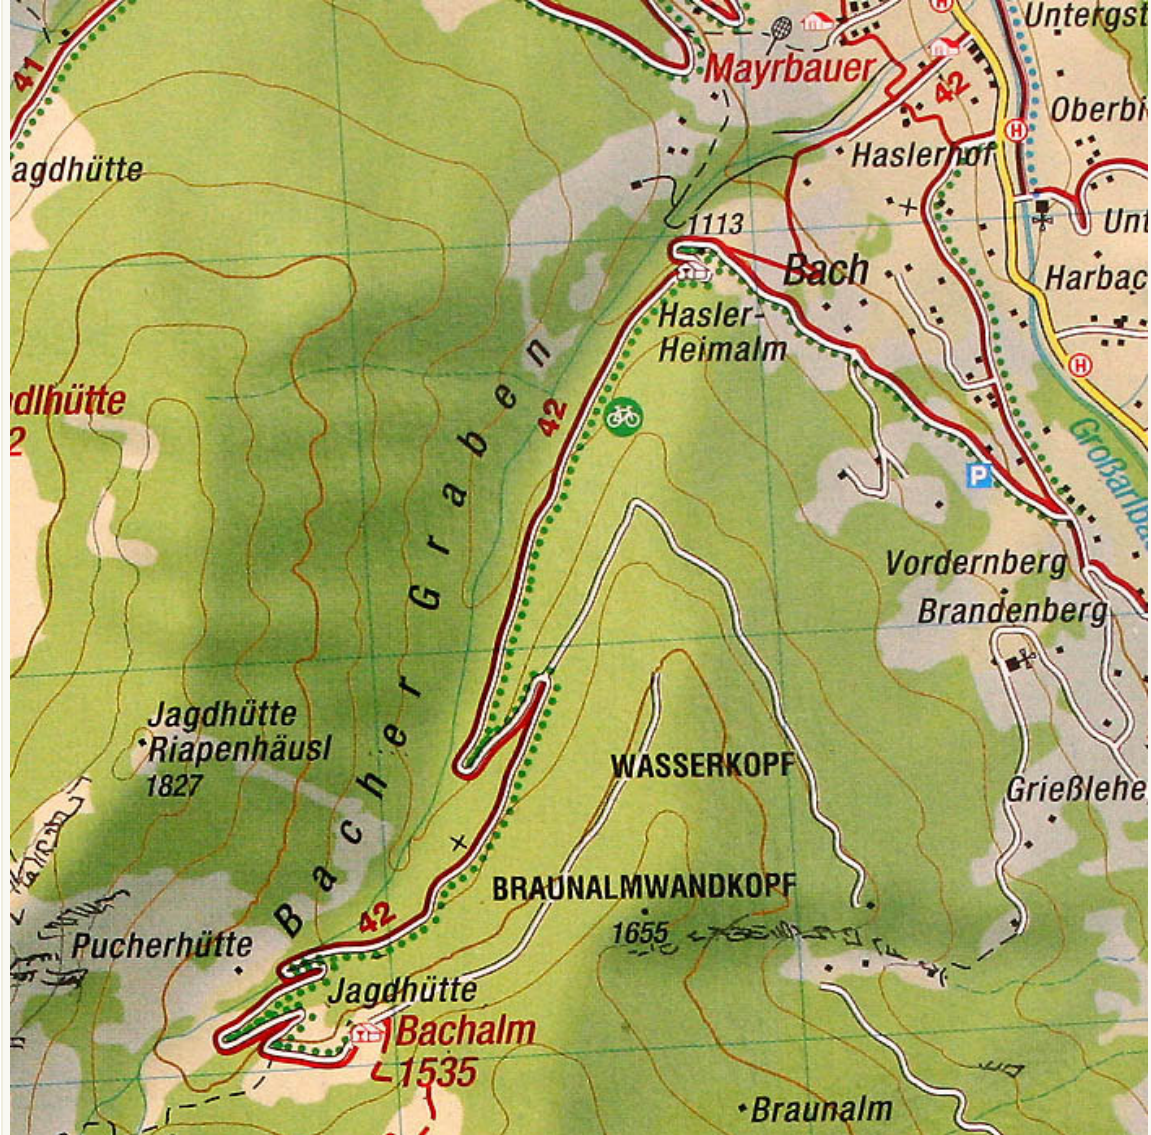 Untergst
41
Mayrbauer
42
Oberbi
agdhütte
Haslerhof
H
H
Unt
1113
Bach
Harbac
Hasler-
Heimalm
H
dlhütte
2
42
P
Großarlba
Bacher Graben
Vordernberg
Brandenberg
Jagdhütte
Riapenhäusl
1827
WASSERKOPF
Grießlehe
BRAUNALMWANDKOPF
1655
42
Pucherhütte
Jagdhütte
Bachalm
1535
Braunalm